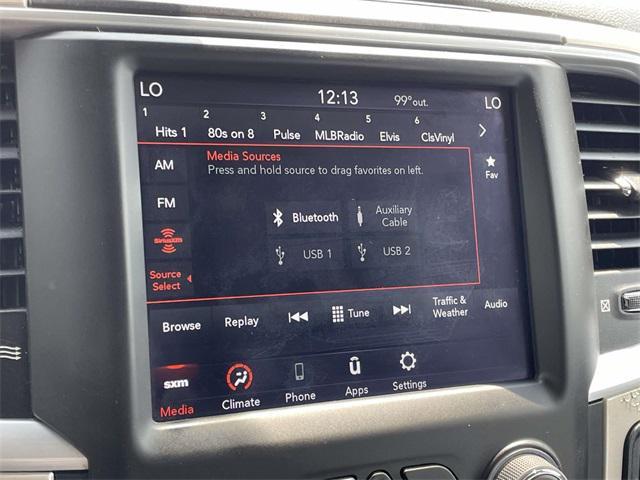 LO 12:13 99°out. LO
1 2 3 4 5 6
Hits 1 80s on 8 Pulse MLBRadio Elvis ClsVinyl
Media Sources
Press and hold source to drag favorites on left.
AM
Fav
FM
Bluetooth Auxiliary
Cable
SiriusXM
USB 1 USB 2
Source
Select
Browse Replay Tune Traffic &
Weather Audio
sxm
Media Climate Phone ū Apps Settings